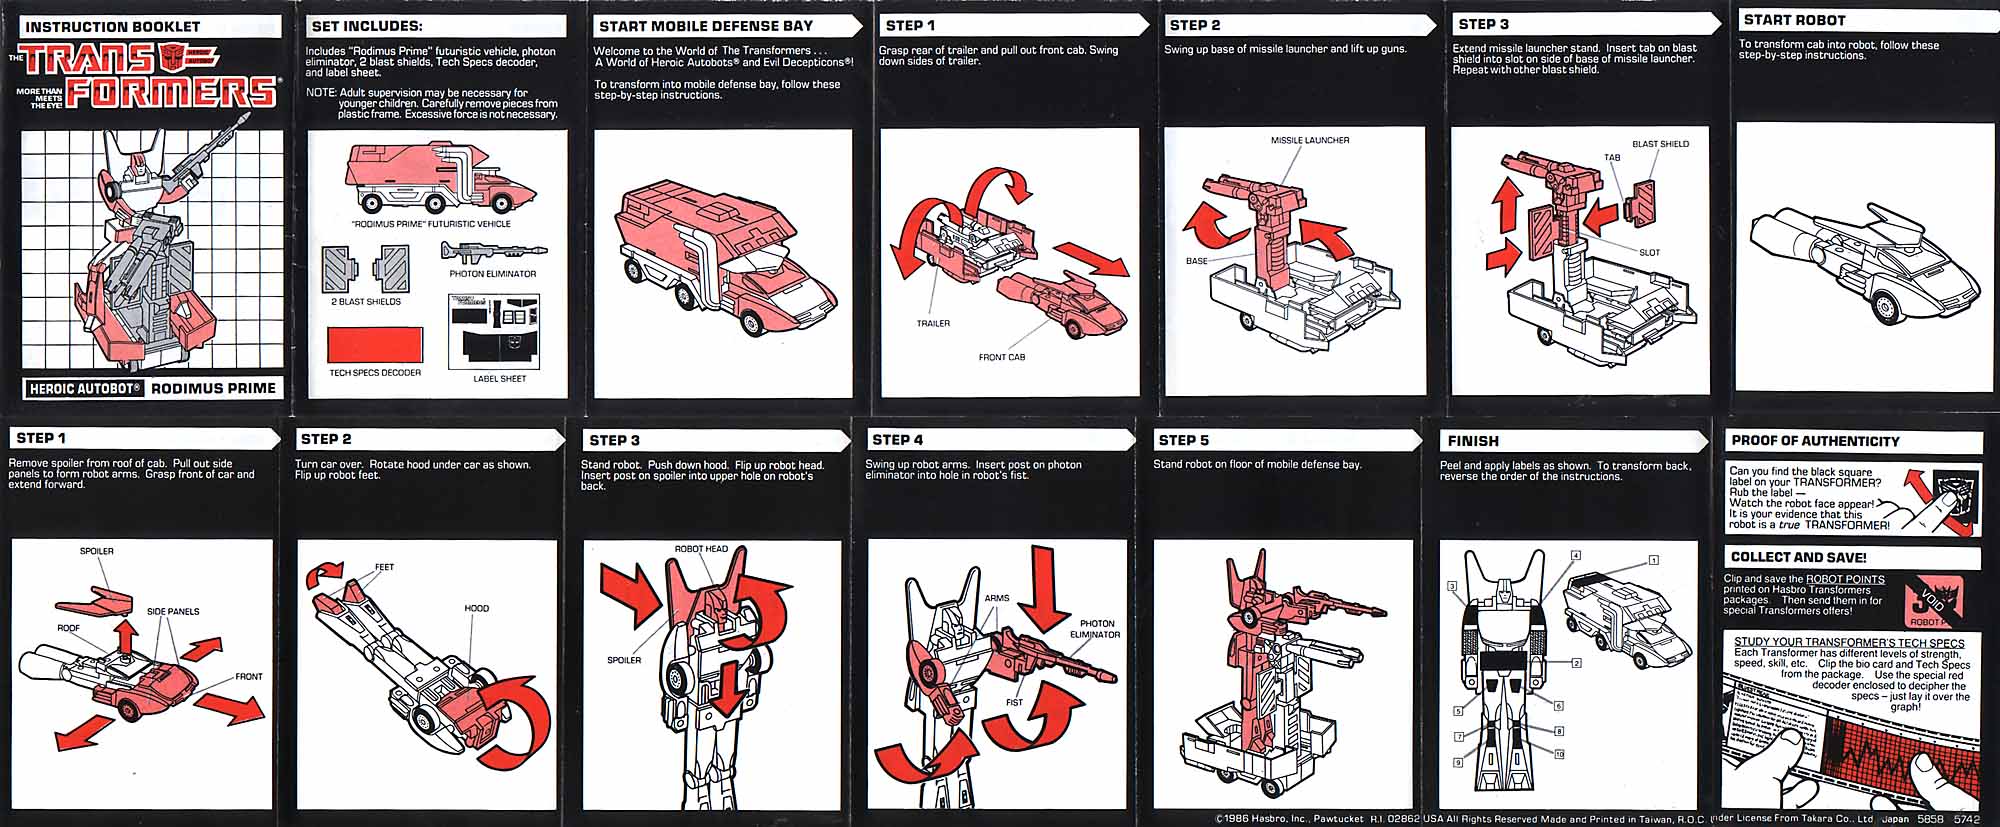 INSTRUCTION BOOKLET
THE TRANS
HEROIC
AUTOBOT
MORE THAN
MEETS
THE EYE!
FORMERS®
HEROIC AUTOBOT® RODIMUS PRIME
SET INCLUDES:
Includes "Rodimus Prime" futuristic vehicle, photon
eliminator, 2 blast shields, Tech Specs decoder,
and label sheet.
NOTE: Adult supervision may be necessary for
younger children. Carefully remove pieces from
plastic frame. Excessive force is not necessary.
"RODIMUS PRIME" FUTURISTIC VEHICLE
2 BLAST SHIELDS
PHOTON ELIMINATOR
TECH SPECS DECODER
TRANS
FORMERS
LABEL SHEET
START MOBILE DEFENSE BAY
Welcome to the World of The Transformers . . .
A World of Heroic Autobots® and Evil Decepticons®!
To transform into mobile defense bay, follow these
step-by-step instructions.
STEP 1
Grasp rear of trailer and pull out front cab. Swing
down sides of trailer.
TRAILER
FRONT CAB
STEP 2
Swing up base of missile launcher and lift up guns.
MISSILE LAUNCHER
BASE
STEP 3
Extend missile launcher stand. Insert tab on blast
shield into slot on side of base of missile launcher.
Repeat with other blast shield.
BLAST SHIELD
TAB
SLOT
START ROBOT
To transform cab into robot, follow these
step-by-step instructions.
STEP 1
Remove spoiler from roof of cab. Pull out side
panels to form robot arms. Grasp front of car and
extend forward.
SPOILER
SIDE PANELS
ROOF
FRONT
STEP 2
Turn car over. Rotate hood under car as shown.
Flip up robot feet.
FEET
HOOD
STEP 3
Stand robot. Push down hood. Flip up robot head.
Insert post on spoiler into upper hole on robot's
back.
ROBOT HEAD
SPOILER
STEP 4
Swing up robot arms. Insert post on photon
eliminator into hole in robot's fist.
ARMS
PHOTON
ELIMINATOR
FIST
STEP 5
Stand robot on floor of mobile defense bay.
FINISH
Peel and apply labels as shown. To transform back,
reverse the order of the instructions.
4
1
3
2
5
6
7
8
9
10
PROOF OF AUTHENTICITY
Can you find the black square
label on your TRANSFORMER?
Rub the label —
Watch the robot face appear!
It is your evidence that this
robot is a true TRANSFORMER!
COLLECT AND SAVE!
Clip and save the ROBOT POINTS
printed on Hasbro Transformers
packages. Then send them in for
special Transformers offers!
VOID
ROBOT P
STUDY YOUR TRANSFORMER'S TECH SPECS
Each Transformer has different levels of strength,
speed, skill, etc. Clip the bio card and Tech Specs
from the package. Use the special red
decoder enclosed to decipher the
specs – just lay it over the
graph!
©1986 Hasbro, Inc., Pawtucket R.I. 02862 USA All Rights Reserved Made and Printed in Taiwan, R.O.C. Under License From Takara Co., Ltd. Japan 5858 5742